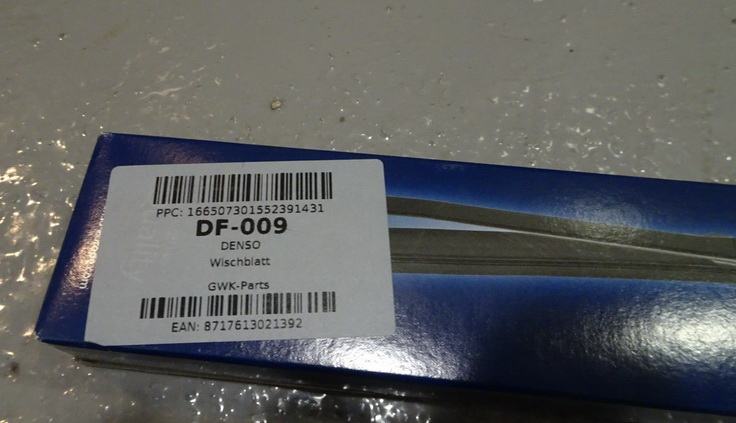 PPC: 166507301552391431
DF-009
DENSO
Wischblatt
GWK-Parts
EAN: 8717613021392